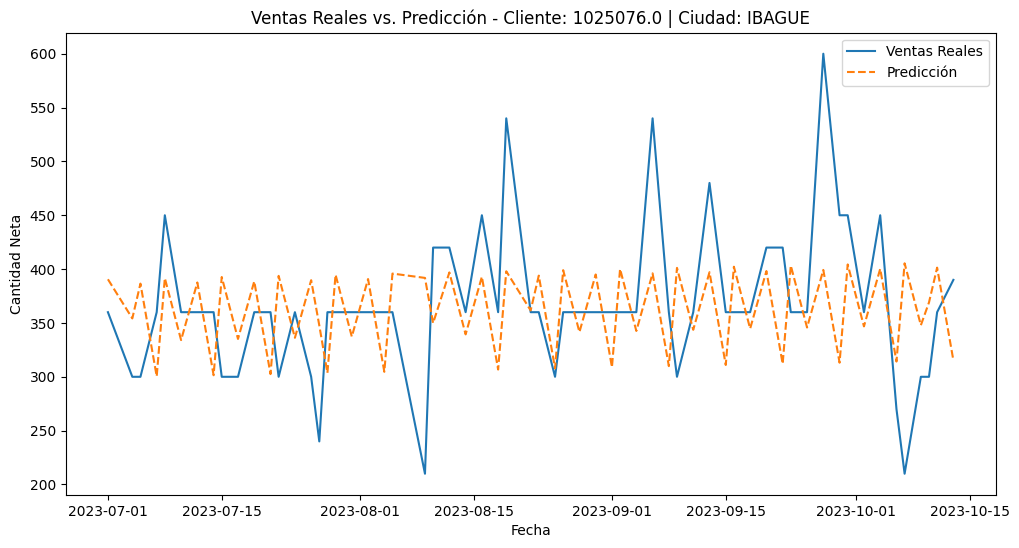 Ventas Reales vs. Predicción - Cliente: 1025076.0 | Ciudad: IBAGUE
Ventas Reales
Predicción
Cantidad Neta
600
550
500
450
400
350
300
250
200
2023-07-01 2023-07-15 2023-08-01 2023-08-15 2023-09-01 2023-09-15 2023-10-01 2023-10-15
Fecha